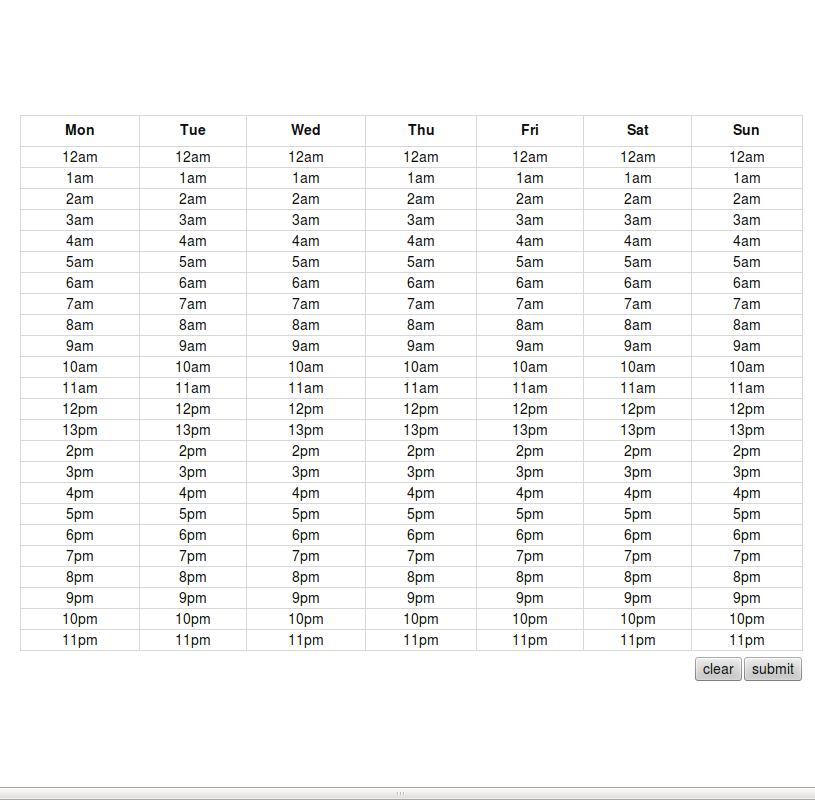 Mon Tue Wed Thu Fri Sat Sun
12am 12am 12am 12am 12am 12am 12am
1am 1am 1am 1am 1am 1am 1am
2am 2am 2am 2am 2am 2am 2am
3am 3am 3am 3am 3am 3am 3am
4am 4am 4am 4am 4am 4am 4am
5am 5am 5am 5am 5am 5am 5am
6am 6am 6am 6am 6am 6am 6am
7am 7am 7am 7am 7am 7am 7am
8am 8am 8am 8am 8am 8am 8am
9am 9am 9am 9am 9am 9am 9am
10am 10am 10am 10am 10am 10am 10am
11am 11am 11am 11am 11am 11am 11am
12pm 12pm 12pm 12pm 12pm 12pm 12pm
13pm 13pm 13pm 13pm 13pm 13pm 13pm
2pm 2pm 2pm 2pm 2pm 2pm 2pm
3pm 3pm 3pm 3pm 3pm 3pm 3pm
4pm 4pm 4pm 4pm 4pm 4pm 4pm
5pm 5pm 5pm 5pm 5pm 5pm 5pm
6pm 6pm 6pm 6pm 6pm 6pm 6pm
7pm 7pm 7pm 7pm 7pm 7pm 7pm
8pm 8pm 8pm 8pm 8pm 8pm 8pm
9pm 9pm 9pm 9pm 9pm 9pm 9pm
10pm 10pm 10pm 10pm 10pm 10pm 10pm
11pm 11pm 11pm 11pm 11pm 11pm 11pm
clear submit